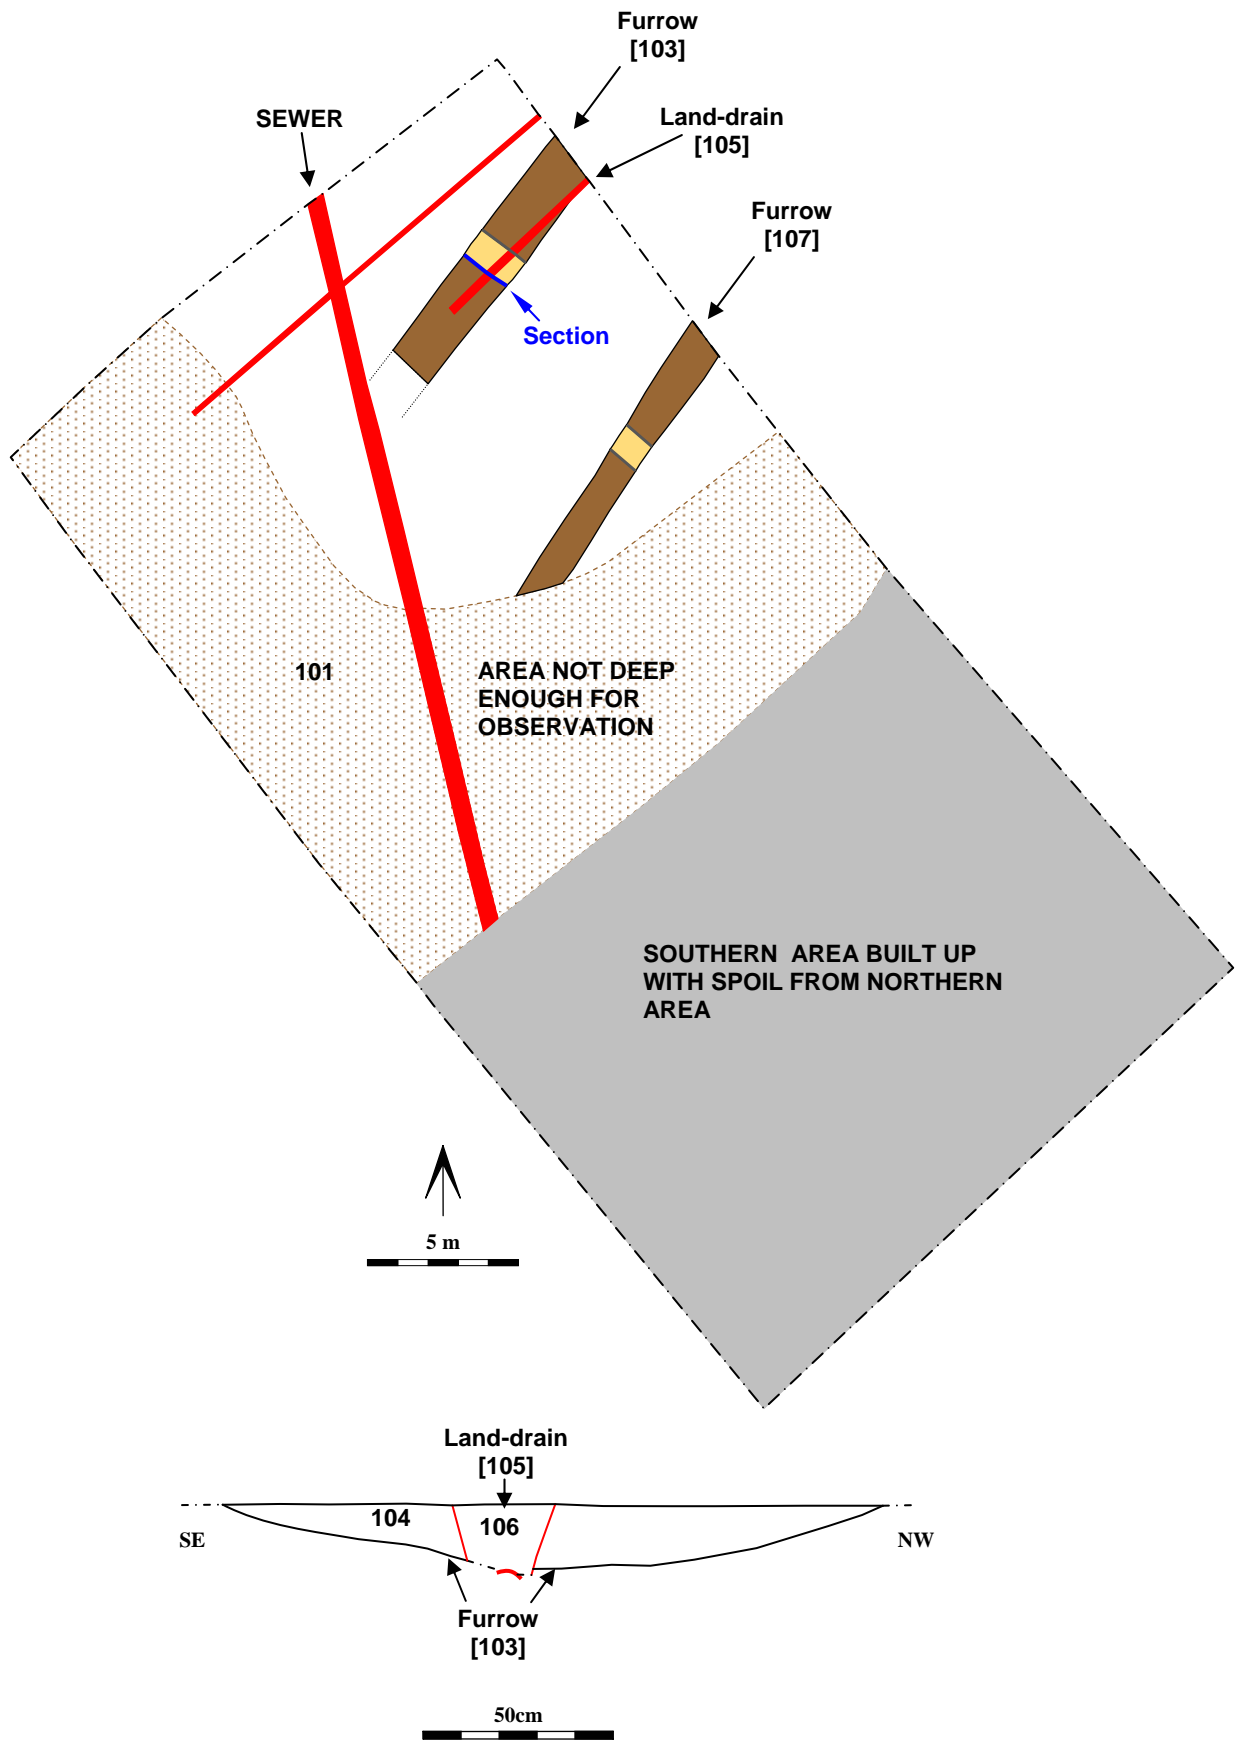 Furrow
[103]
SEWER
Land-drain
[105]
Furrow
[107]
Section
101
AREA NOT DEEP
ENOUGH FOR
OBSERVATION
SOUTHERN AREA BUILT UP
WITH SPOIL FROM NORTHERN
AREA
5 m
Land-drain
[105]
104
106
SE
NW
Furrow
[103]
50cm